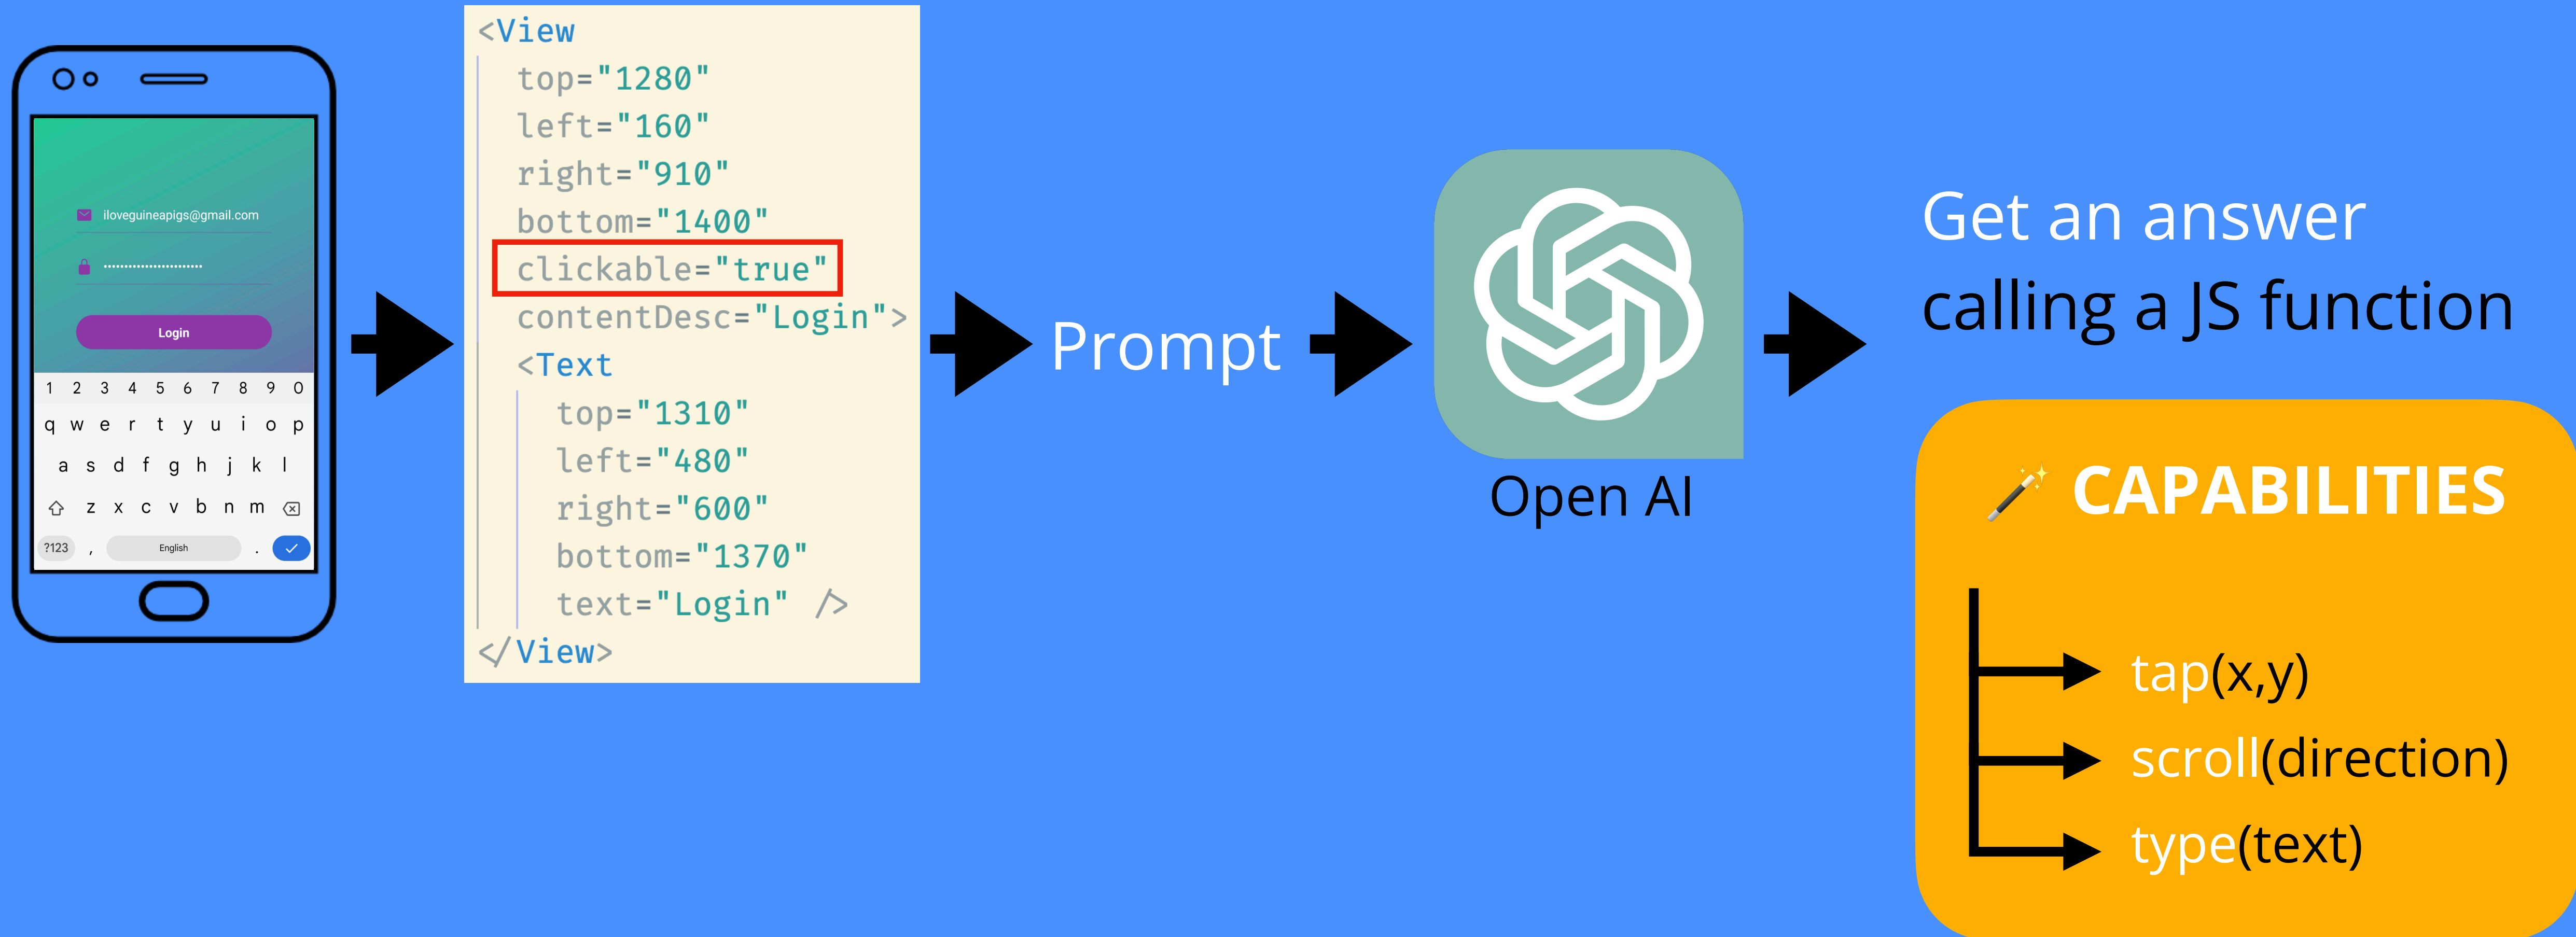 iloveguineapigs@gmail.com
•••••••••••••••••••••••
Login
1 2 3 4 5 6 7 8 9 0
q w e r t y u i o p
a s d f g h j k l
z x c v b n m
?123 , English .
<View
top="1280"
left="160"
right="910"
bottom="1400"
clickable="true"
contentDesc="Login">
<Text
top="1310"
left="480"
right="600"
bottom="1370"
text="Login" />
</View>
Prompt
Open AI
Get an answer
calling a JS function
🪄 CAPABILITIES
tap(x,y)
scroll(direction)
type(text)